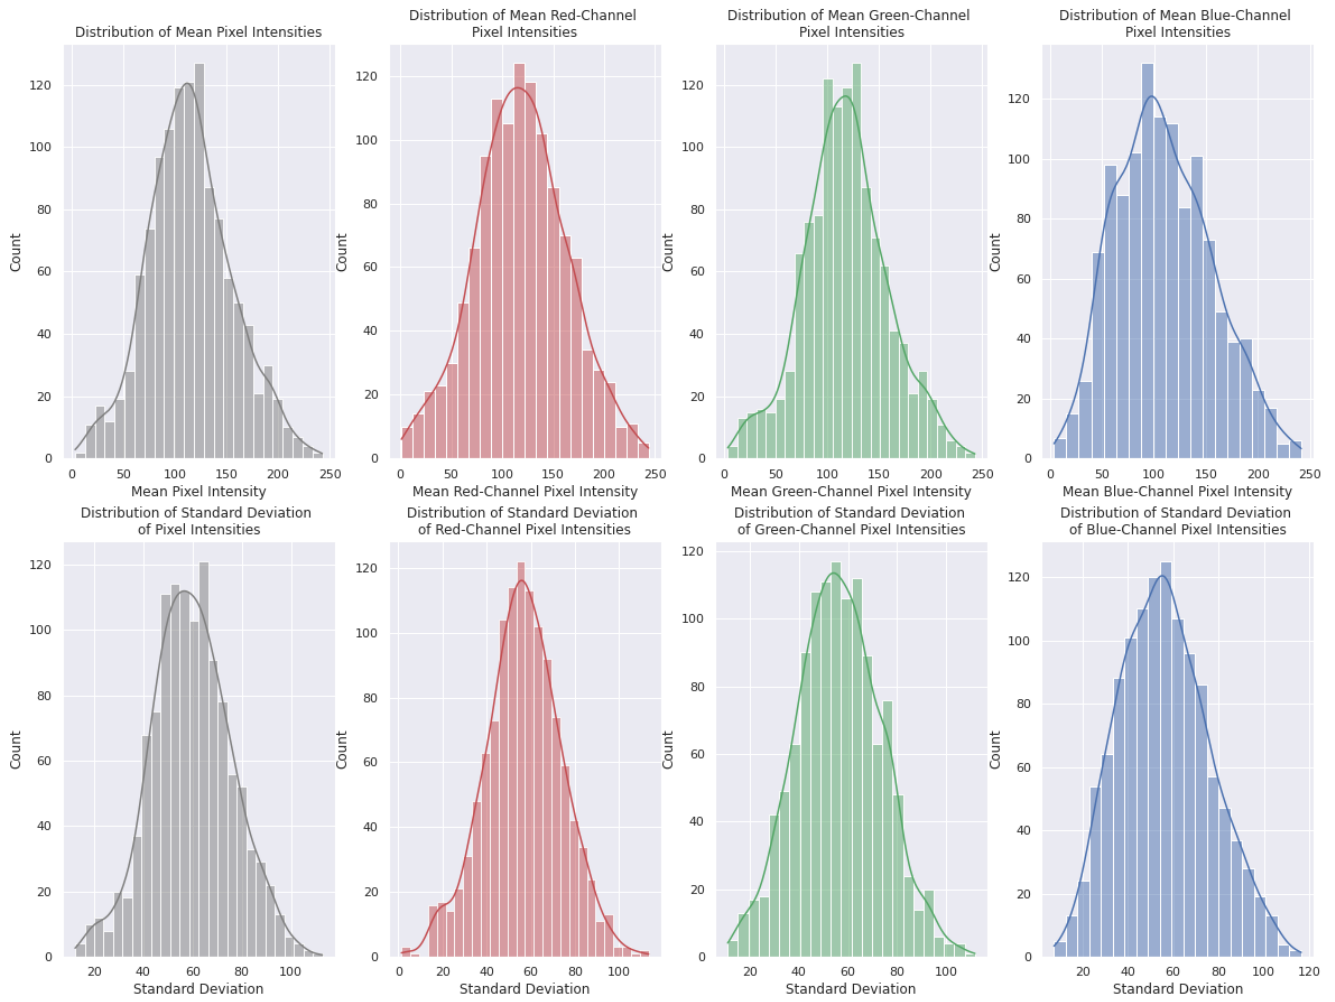 Distribution of Mean Pixel Intensities
Count
120
100
80
60
40
20
0
0 50 100 150 200 250
Mean Pixel Intensity
Distribution of Mean Red-Channel
Pixel Intensities
Count
120
100
80
60
40
20
0
0 50 100 150 200 250
Mean Red-Channel Pixel Intensity
Distribution of Mean Green-Channel
Pixel Intensities
Count
120
100
80
60
40
20
0
0 50 100 150 200 250
Mean Green-Channel Pixel Intensity
Distribution of Mean Blue-Channel
Pixel Intensities
Count
120
100
80
60
40
20
0
0 50 100 150 200 250
Mean Blue-Channel Pixel Intensity
Distribution of Standard Deviation
of Pixel Intensities
Count
120
100
80
60
40
20
0
20 40 60 80 100
Standard Deviation
Distribution of Standard Deviation
of Red-Channel Pixel Intensities
Count
120
100
80
60
40
20
0
0 20 40 60 80 100
Standard Deviation
Distribution of Standard Deviation
of Green-Channel Pixel Intensities
Count
120
100
80
60
40
20
0
20 40 60 80 100
Standard Deviation
Distribution of Standard Deviation
of Blue-Channel Pixel Intensities
Count
120
100
80
60
40
20
0
20 40 60 80 100 120
Standard Deviation